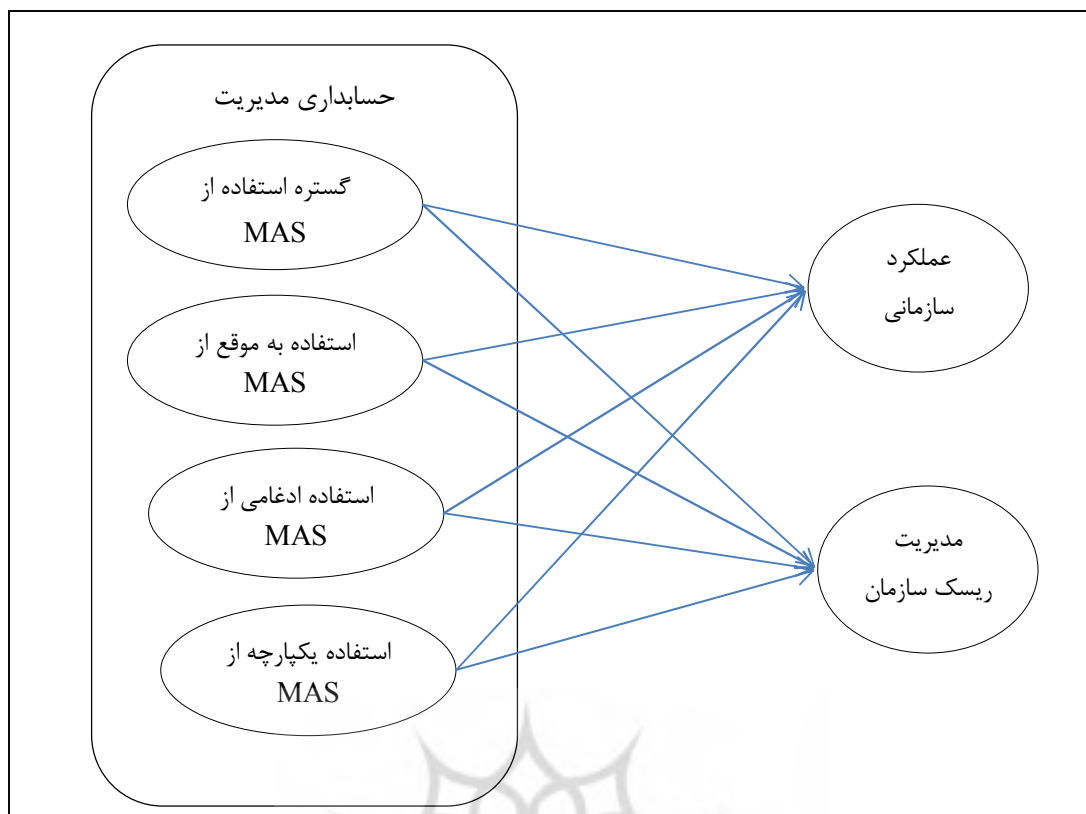 حسابداری مدیریت
گستره استفاده از
MAS
استفاده به موقع از
MAS
استفاده ادغامی از
MAS
استفاده یکپارچه از
MAS
عملکرد
سازمانی
مدیریت
ریسک سازمان